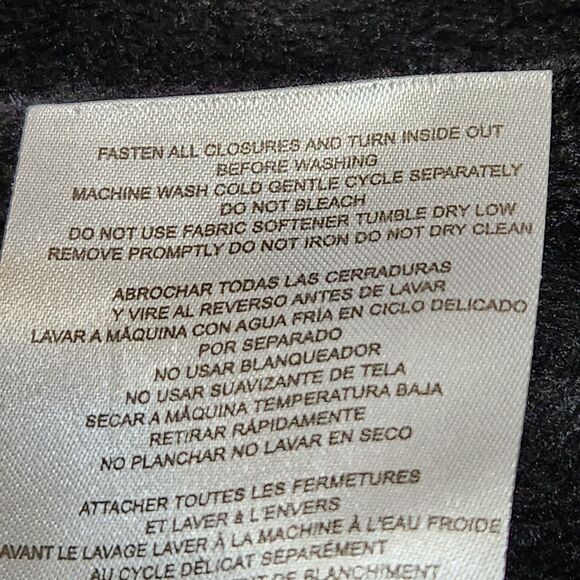 FASTEN ALL CLOSURES AND TURN INSIDE OUT
BEFORE WASHING
MACHINE WASH COLD GENTLE CYCLE SEPARATELY
DO NOT BLEACH
DO NOT USE FABRIC SOFTENER TUMBLE DRY LOW
REMOVE PROMPTLY DO NOT IRON DO NOT DRY CLEAN
ABROCHAR TODAS LAS CERRADURAS
Y VIRE AL REVERSO ANTES DE LAVAR
LAVAR A MÁQUINA CON AGUA FRÍA EN CICLO DELICADO
POR SEPARADO
NO USAR BLANQUEADOR
NO USAR SUAVIZANTE DE TELA
SECAR A MÁQUINA TEMPERATURA BAJA
RETIRAR RÁPIDAMENTE
NO PLANCHAR NO LAVAR EN SECO
ATTACHER TOUTES LES FERMETURES
ET LAVER À L'ENVERS
AVANT LE LAVAGE LAVER À LA MACHINE À L'EAU FROIDE
AU CYCLE DÉLICAT SÉPARÉMENT
DE BLANCHIMENT